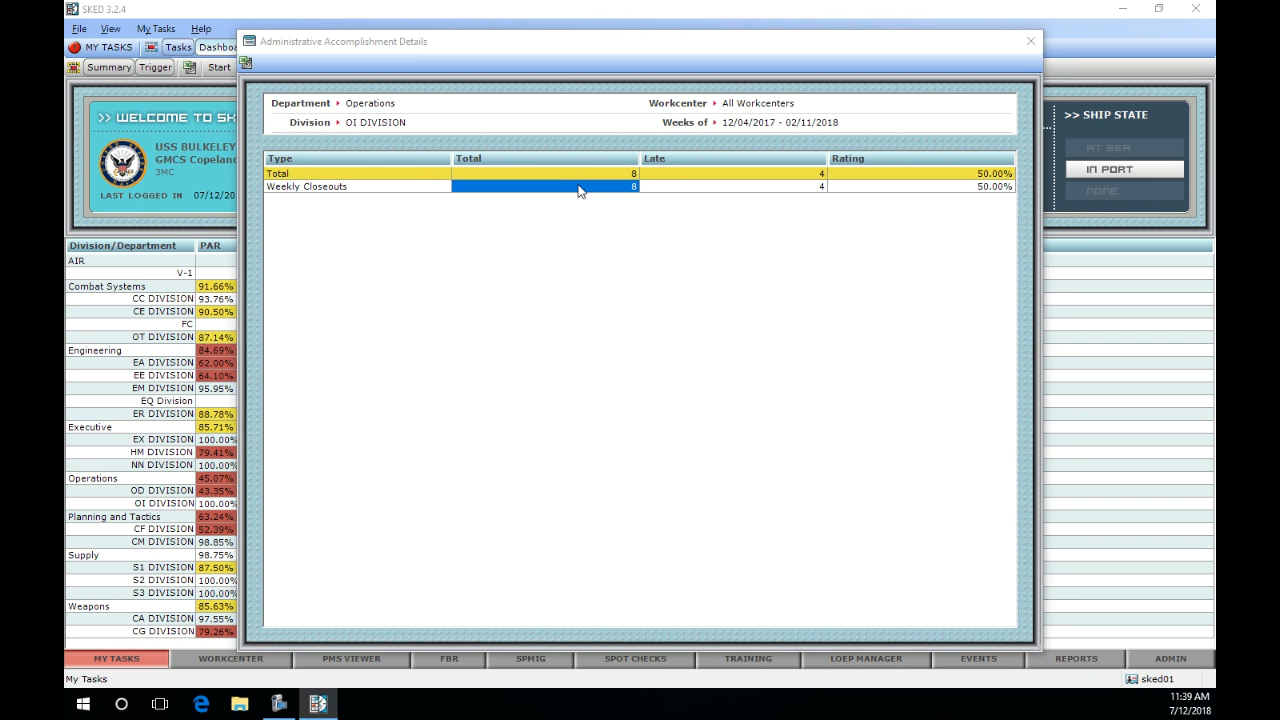 SKED 3.2.4
File View My Tasks Help
MY TASKS Tasks Dashboa
Summary Trigger Start
Administrative Accomplishment Details
Department Operations Workcenter All Workcenters
Division OI DIVISION Weeks of 12/04/2017 - 02/11/2018
Type Total Late Rating
Total 8 4 50.00%
Weekly Closeouts 8 4 50.00%
>> WELCOME TO SK
USS BULKELEY
GMCS Copeland
3MC
LAST LOGGED IN 07/12/20
>> SHIP STATE
AT SEA
IN PORT
NONE
Division/Department PAR
AIR
V-1
Combat Systems 91.66%
CC DIVISION 93.76%
CE DIVISION 90.50%
FC
OT DIVISION 87.14%
Engineering 84.69%
EA DIVISION 62.00%
EE DIVISION 64.10%
EM DIVISION 95.95%
EQ Division
ER DIVISION 88.78%
Executive 85.71%
EX DIVISION 100.00%
HM DIVISION 79.41%
NN DIVISION 100.00%
Operations 45.07%
OD DIVISION 43.35%
OI DIVISION 100.00%
Planning and Tactics 63.24%
CF DIVISION 52.39%
CM DIVISION 98.85%
Supply 98.75%
S1 DIVISION 87.50%
S2 DIVISION 100.00%
S3 DIVISION 100.00%
Weapons 85.63%
CA DIVISION 97.55%
CG DIVISION 79.26%
MY TASKS WORKCENTER PMS VIEWER FBR SPMIG SPOT CHECKS TRAINING LOEP MANAGER EVENTS REPORTS ADMIN
My Tasks sked01
11:39 AM
7/12/2018